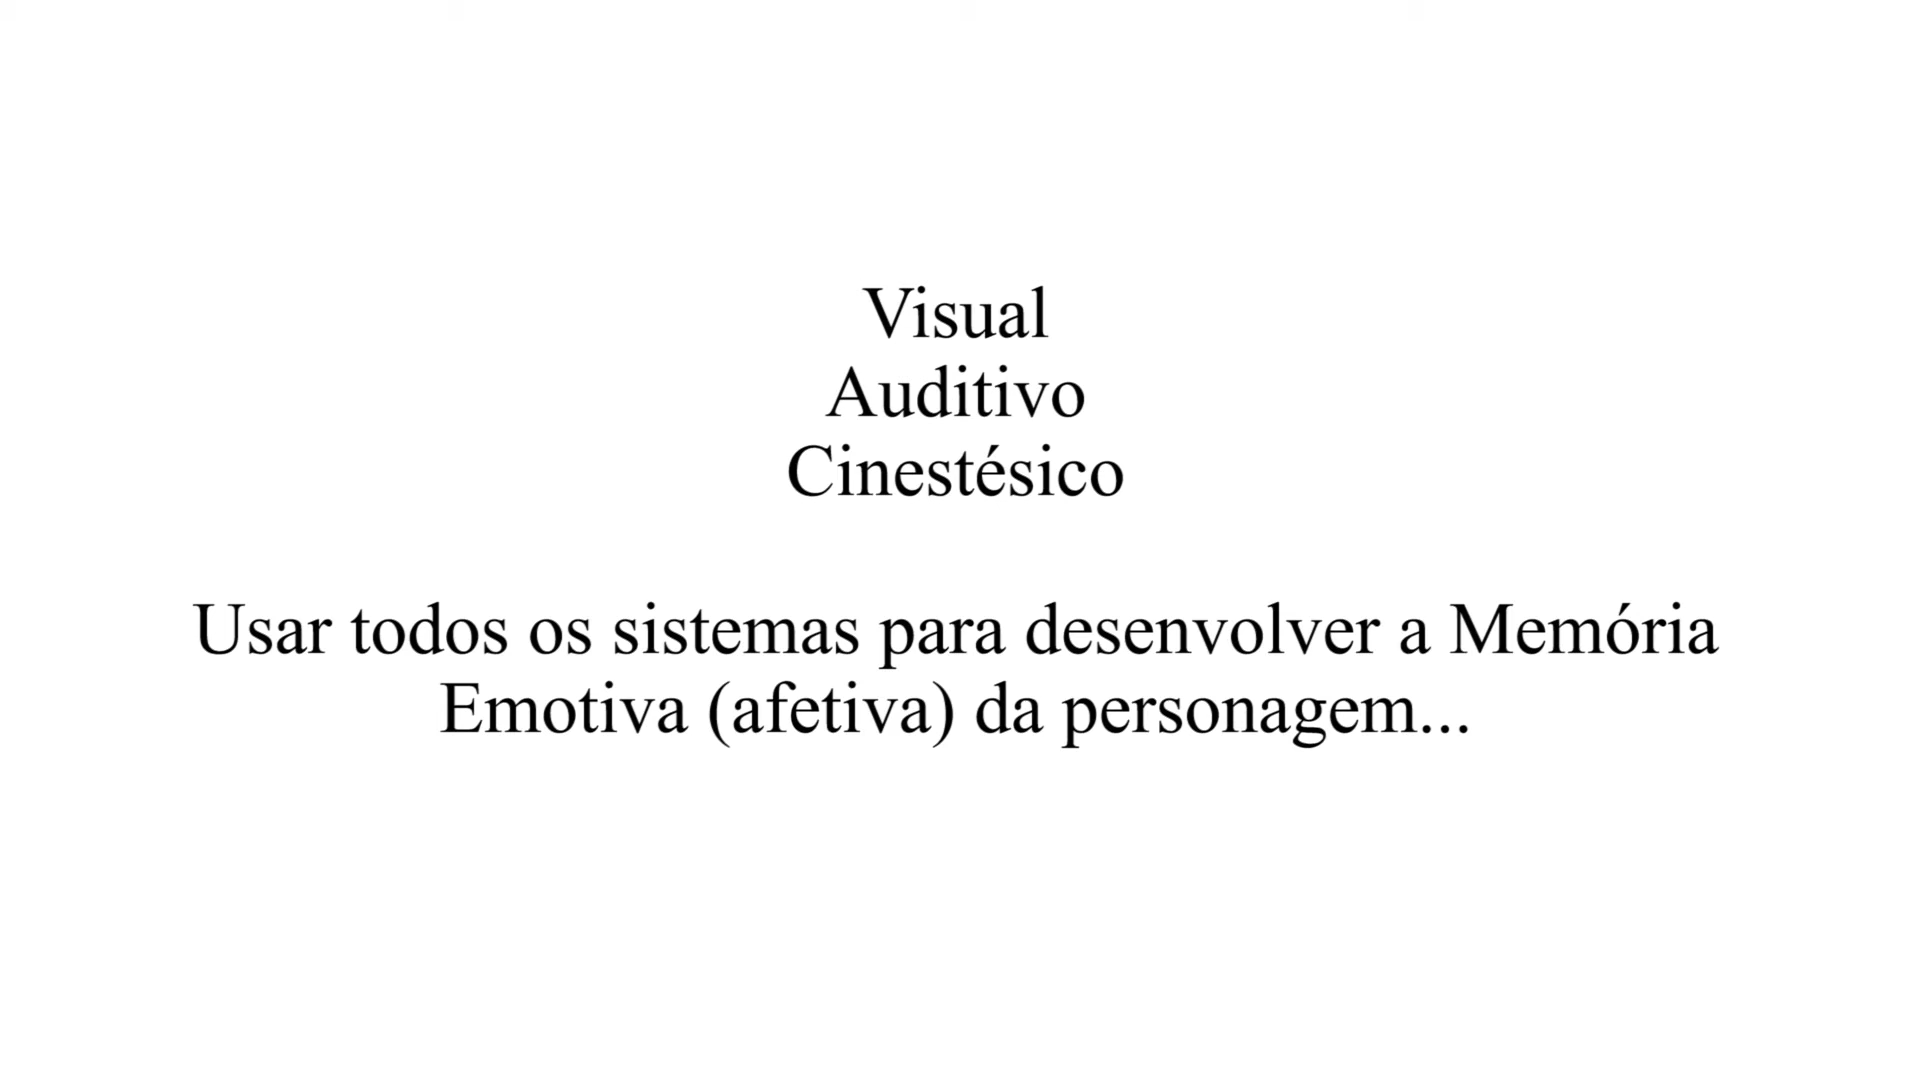 Visual
Auditivo
Cinestésico
Usar todos os sistemas para desenvolver a Memória
Emotiva (afetiva) da personagem...